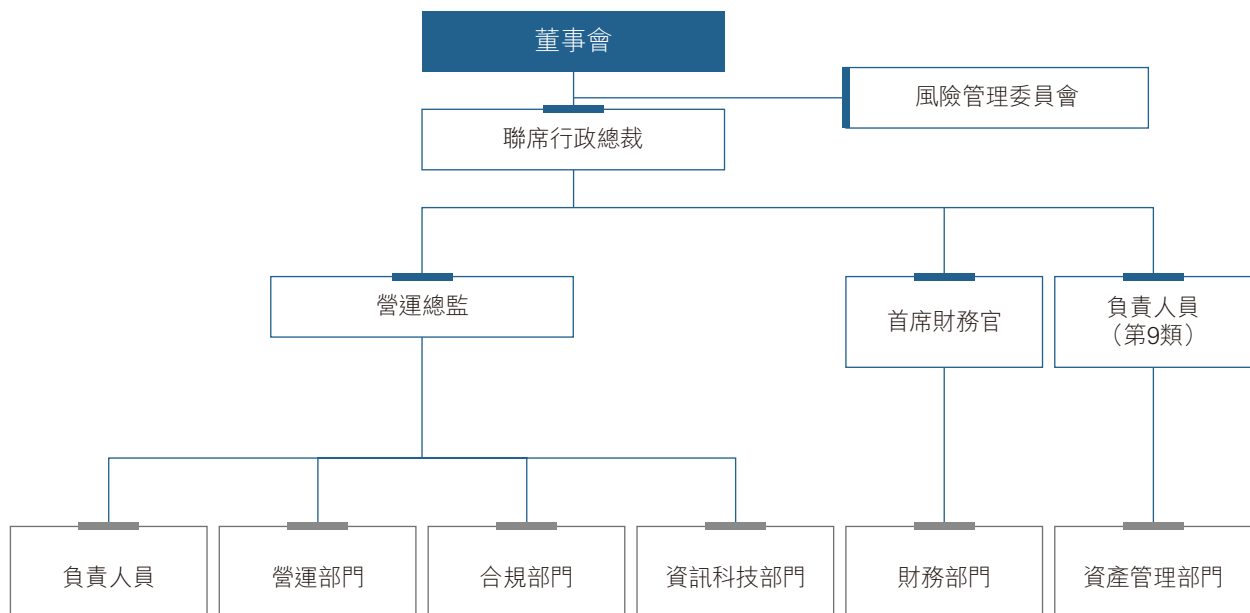 董事會
風險管理委員會
聯席行政總裁
營運總監
首席財務官
負責人員
（第9類）
負責人員
營運部門
合規部門
資訊科技部門
財務部門
資產管理部門